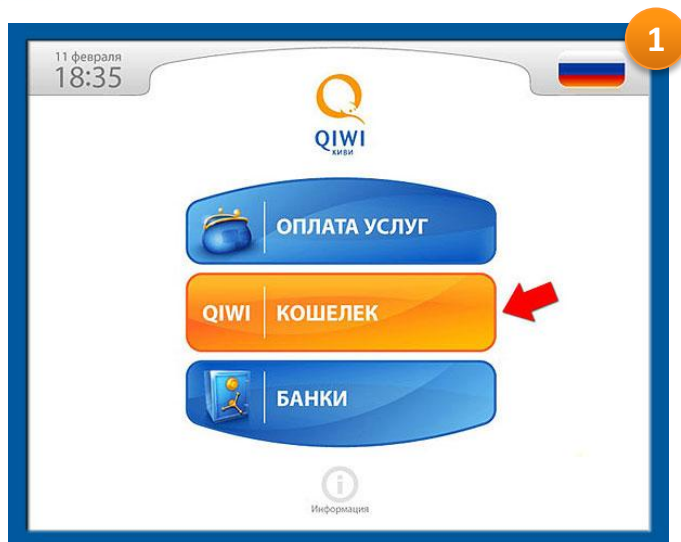 1
11 февраля
18:35
QIWI
КИВИ
ОПЛАТА УСЛУГ
QIWI КОШЕЛЕК
БАНКИ
i
Информация